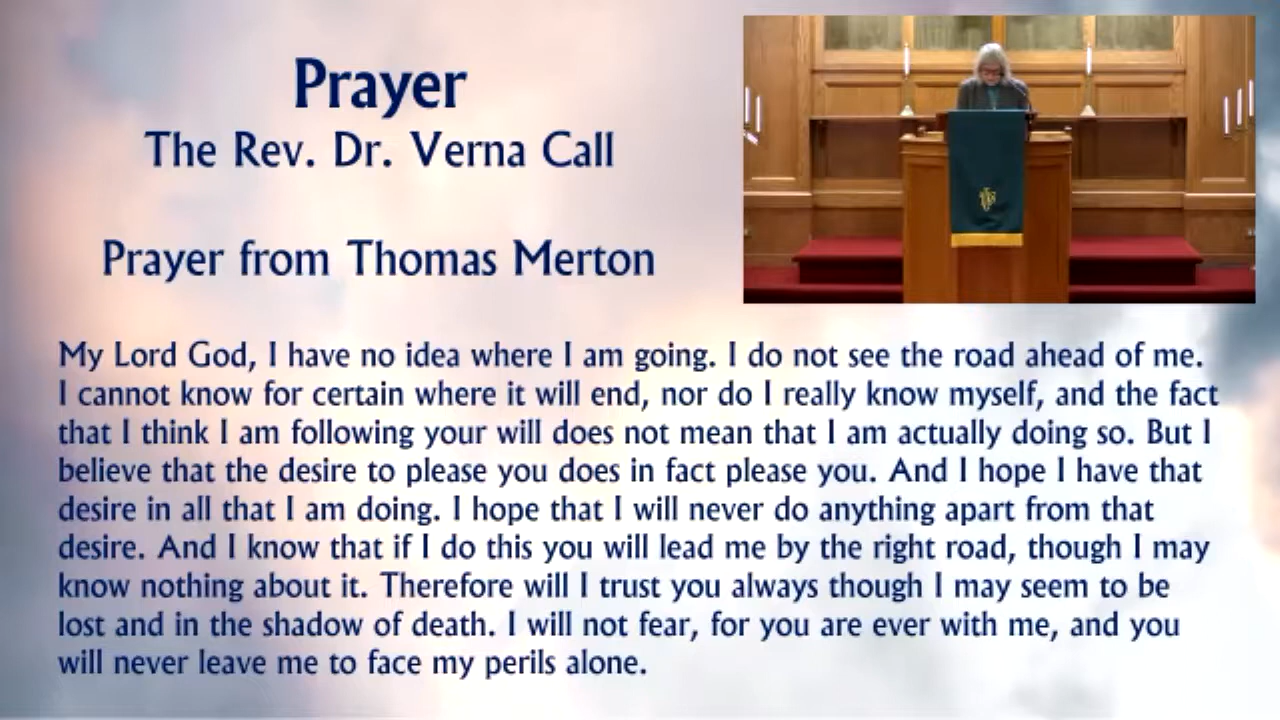 Prayer
The Rev. Dr. Verna Call
Prayer from Thomas Merton
My Lord God, I have no idea where I am going. I do not see the road ahead of me.
I cannot know for certain where it will end, nor do I really know myself, and the fact
that I think I am following your will does not mean that I am actually doing so. But I
believe that the desire to please you does in fact please you. And I hope I have that
desire in all that I am doing. I hope that I will never do anything apart from that
desire. And I know that if I do this you will lead me by the right road, though I may
know nothing about it. Therefore will I trust you always though I may seem to be
lost and in the shadow of death. I will not fear, for you are ever with me, and you
will never leave me to face my perils alone.